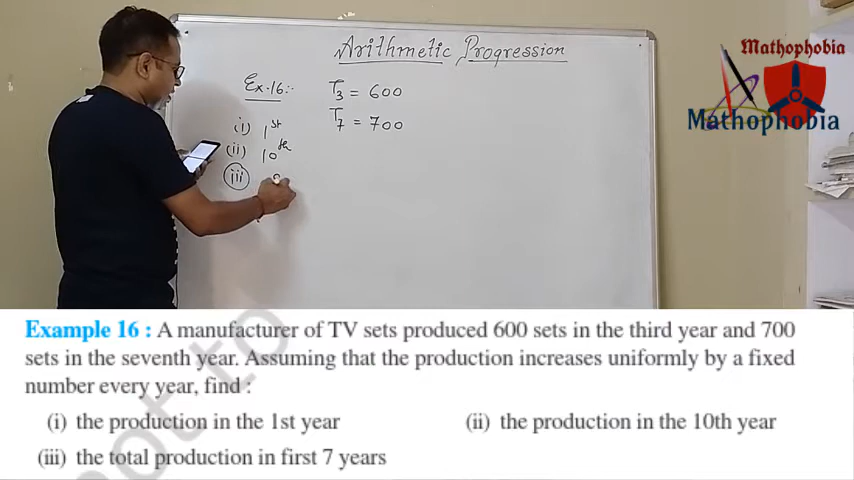 Arithmetic Progression
Mathophobia
Mathophobia
Ex.16:-
T3 = 600
T7 = 700
(i) 1st
(ii) 10th
(iii
Example 16 : A manufacturer of TV sets produced 600 sets in the third year and 700
sets in the seventh year. Assuming that the production increases uniformly by a fixed
number every year, find :
(i) the production in the 1st year
(ii) the production in the 10th year
(iii) the total production in first 7 years
not to